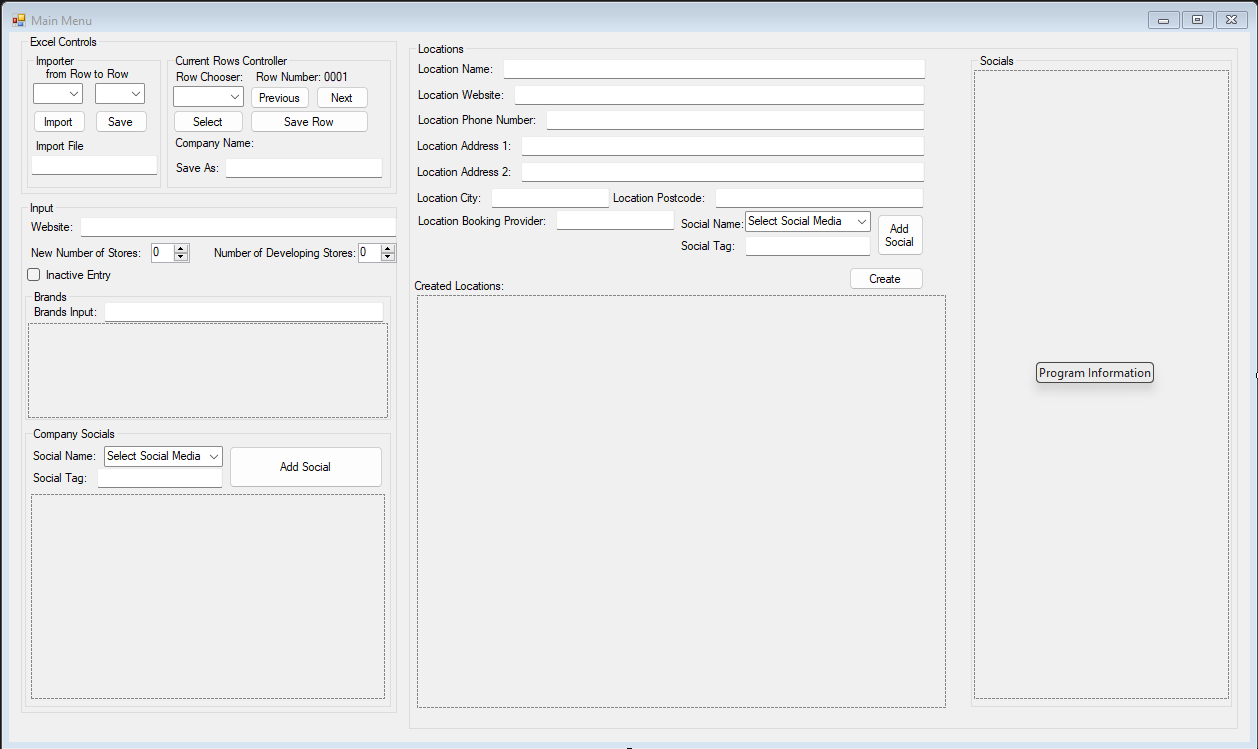 Main Menu
Excel Controls
Importer
from Row to Row
Import
Save
Import File
Current Rows Controller
Row Chooser:
Row Number: 0001
Previous
Next
Select
Save Row
Company Name:
Save As:
Input
Website:
New Number of Stores:
0
Number of Developing Stores:
0
Inactive Entry
Brands
Brands Input:
Company Socials
Social Name:
Select Social Media
Add Social
Social Tag:
Locations
Location Name:
Location Website:
Location Phone Number:
Location Address 1:
Location Address 2:
Location City:
Location Postcode:
Location Booking Provider:
Social Name:
Select Social Media
Add
Social
Social Tag:
Create
Created Locations:
Socials
Program Information